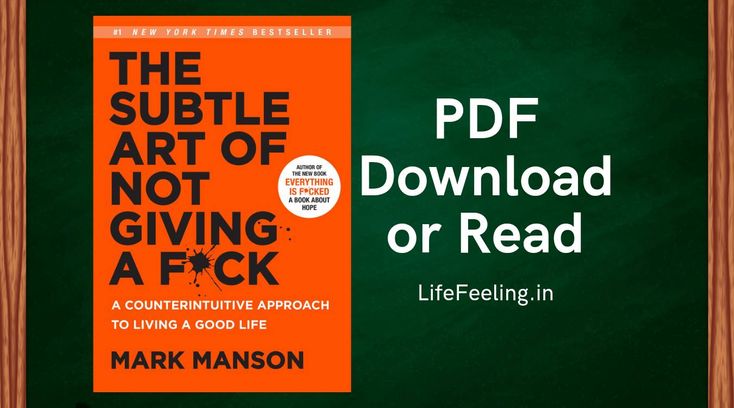 #1 NEW YORK TIMES BESTSELLER
THE
SUBTLE
ART OF
NOT
GIVING
A F*CK
AUTHOR OF
THE NEW BOOK
EVERYTHING
IS F*CKED
A BOOK ABOUT
HOPE
A COUNTERINTUITIVE APPROACH
TO LIVING A GOOD LIFE
MARK MANSON
PDF
Download
or Read
LifeFeeling.in